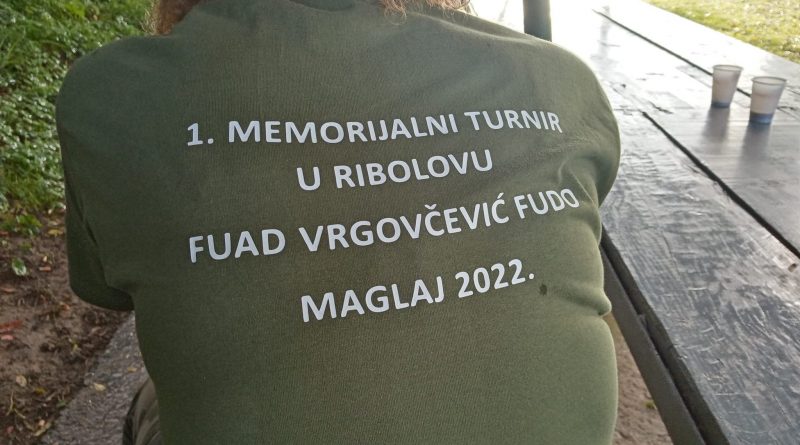 1. MEMORIJALNI TURNIR
U RIBOLOVU
FUAD VRGOVČEVIĆ FUDO
MAGLAJ 2022.